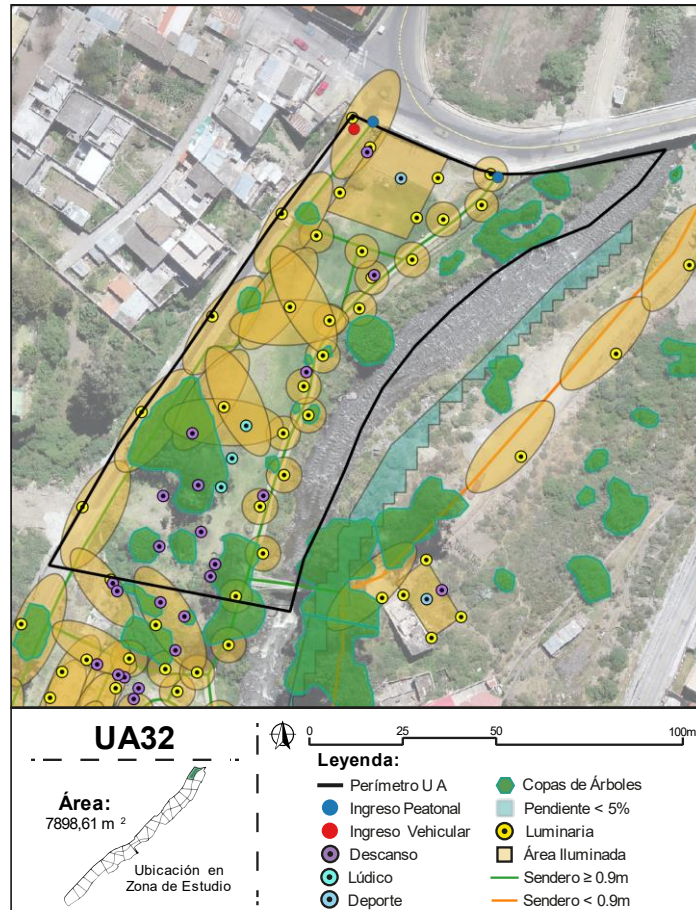 UA32
Área:
7898,61 m 2
Ubicación en
Zona de Estudio
0 25 50 100m
Leyenda:
Perímetro U A
Ingreso Peatonal
Ingreso Vehicular
Descanso
Lúdico
Deporte
Copas de Árboles
Pendiente < 5%
Luminaria
Área Iluminada
Sendero ≥ 0.9m
Sendero < 0.9m